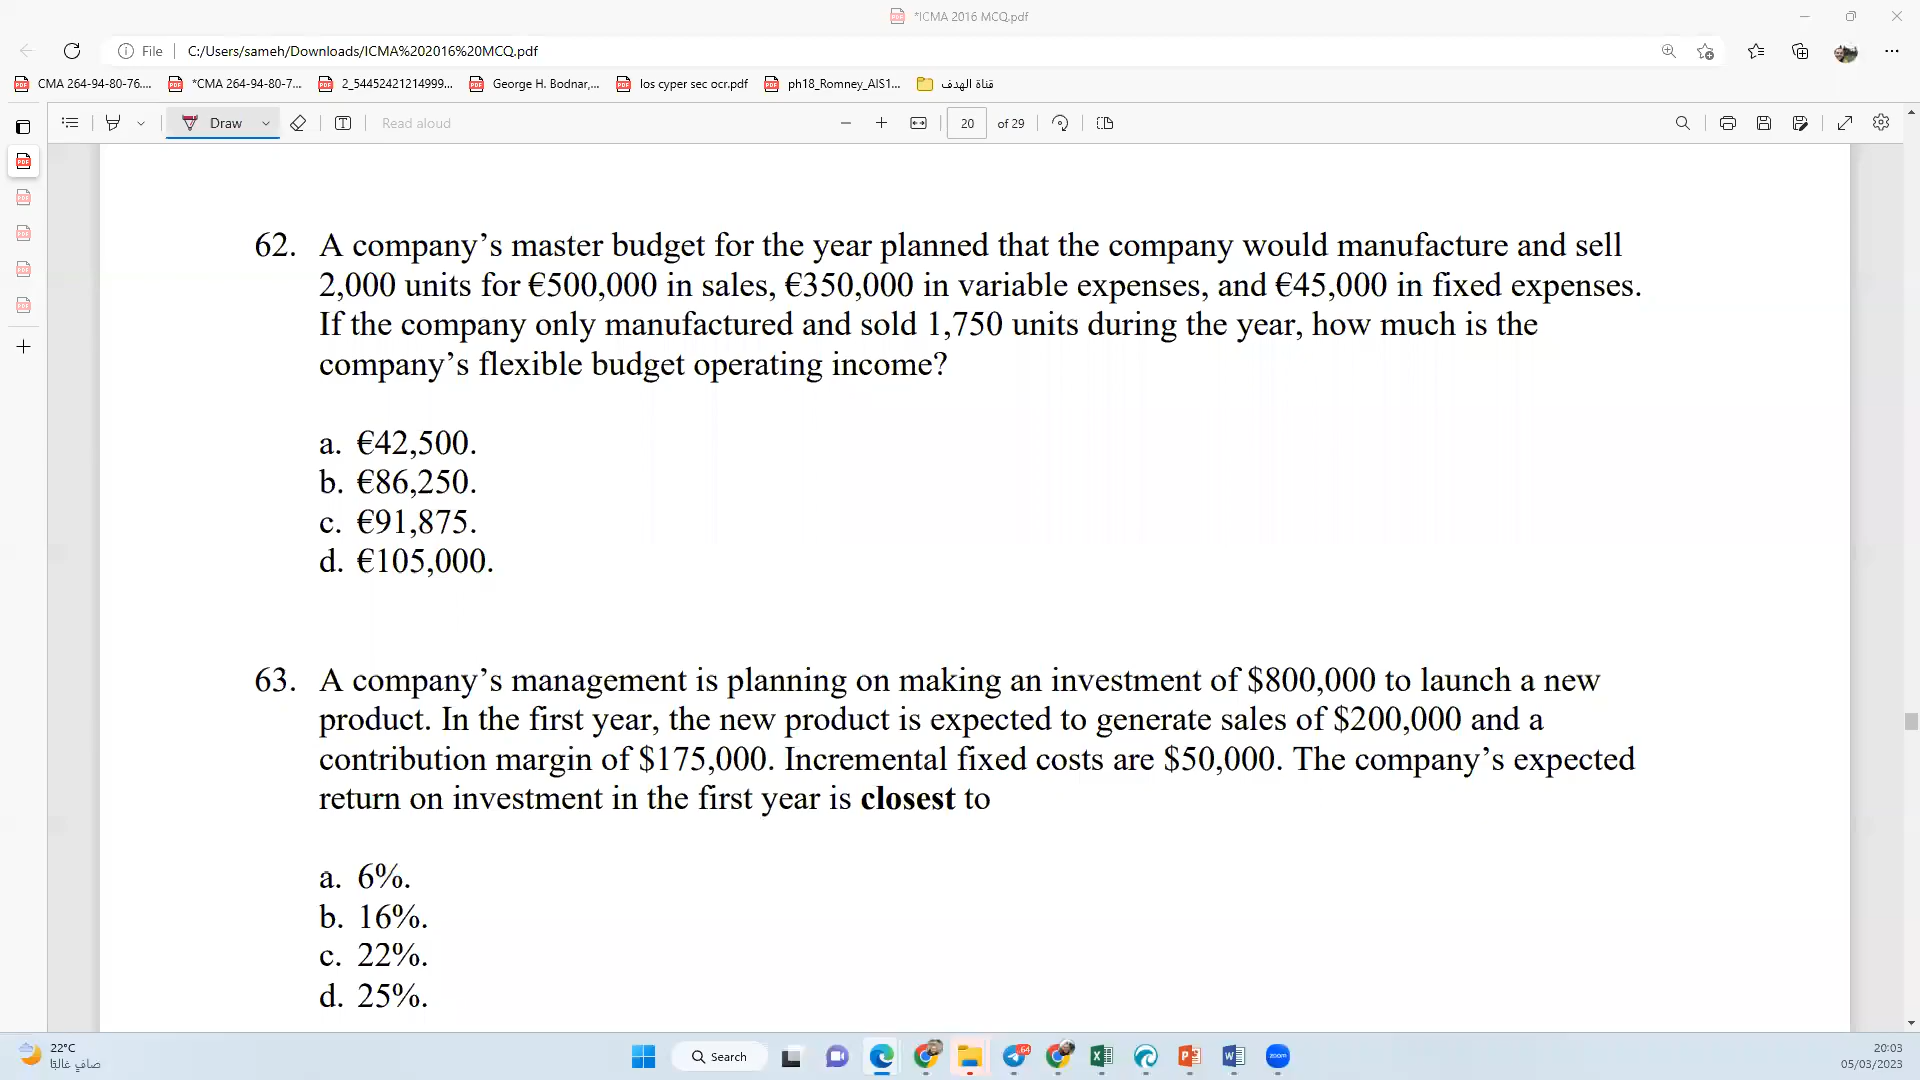 *ICMA 2016 MCQ.pdf
File C:/Users/sameh/Downloads/ICMA%202016%20MCQ.pdf
CMA 264-94-80-76.... *CMA 264-94-80-7... 2_54452421214999... George H. Bodnar,... los cyper sec ocr.pdf ph18_Romney_AIS1... قناة الهدف
Draw Read aloud 20 of 29
62. A company’s master budget for the year planned that the company would manufacture and sell
2,000 units for €500,000 in sales, €350,000 in variable expenses, and €45,000 in fixed expenses.
If the company only manufactured and sold 1,750 units during the year, how much is the
company’s flexible budget operating income?
a. €42,500.
b. €86,250.
c. €91,875.
d. €105,000.
63. A company’s management is planning on making an investment of $800,000 to launch a new
product. In the first year, the new product is expected to generate sales of $200,000 and a
contribution margin of $175,000. Incremental fixed costs are $50,000. The company’s expected
return on investment in the first year is closest to
a. 6%.
b. 16%.
c. 22%.
d. 25%.
22°C
صافٍ غالبًا
Search
64
zoom
20:03
05/03/2023